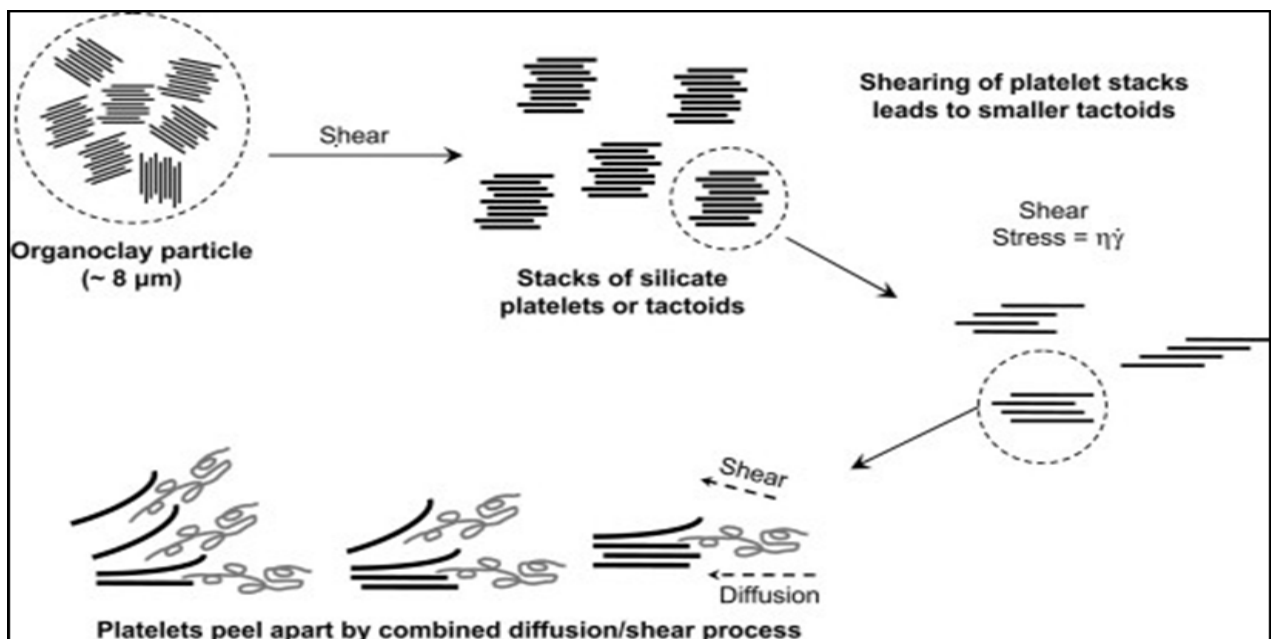 Shear
Organoclay particle
(~ 8 μm)
Stacks of silicate
platelets or tactoids
Shearing of platelet stacks
leads to smaller tactoids
Shear
Stress = ηγ̇
Shear
Diffusion
Platelets peel apart by combined diffusion/shear process